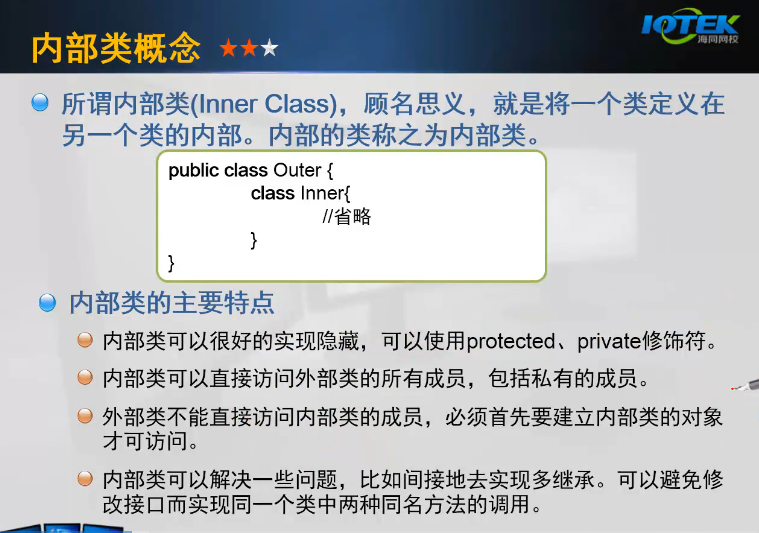 内部类概念
IOTEK
海同网校
所谓内部类(Inner Class)，顾名思义，就是将一个类定义在
另一个类的内部。内部的类称之为内部类。
public class Outer {
class Inner{
//省略
}
}
内部类的主要特点
内部类可以很好的实现隐藏，可以使用protected、private修饰符。
内部类可以直接访问外部类的所有成员，包括私有的成员。
外部类不能直接访问内部类的成员，必须首先要建立内部类的对象
才可访问。
内部类可以解决一些问题，比如间接地去实现多继承。可以避免修
改接口而实现同一个类中两种同名方法的调用。